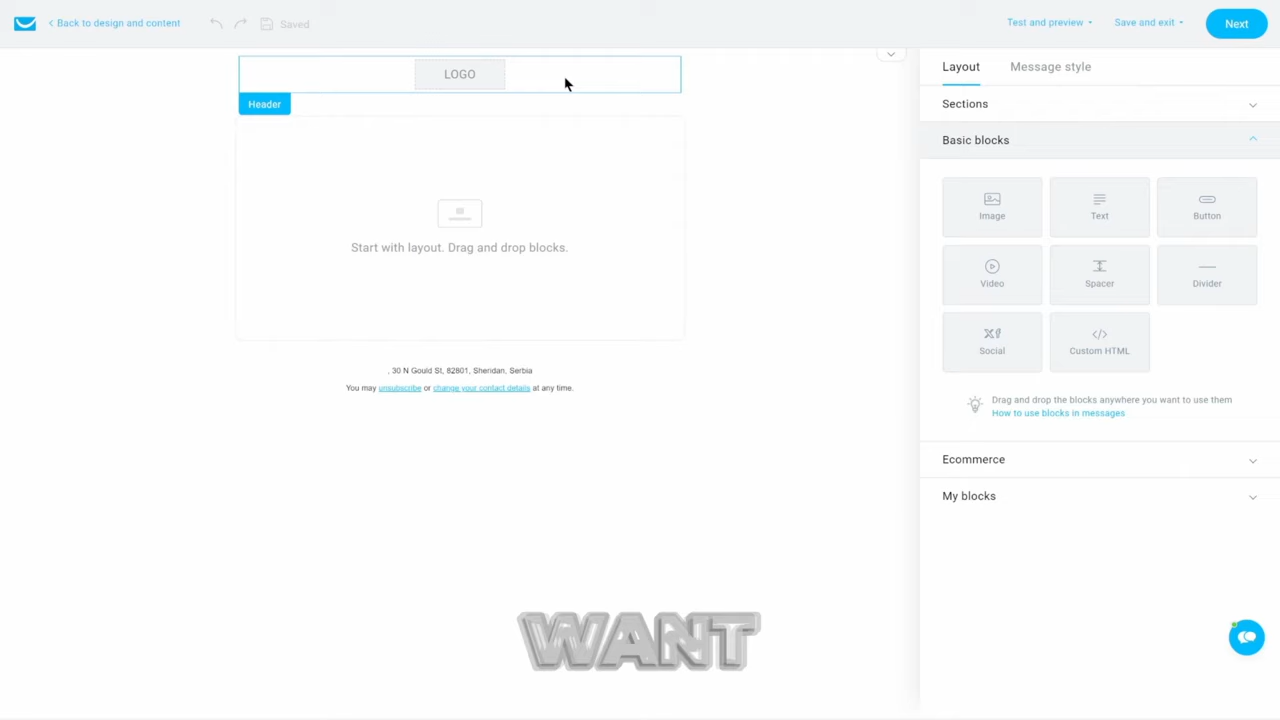 Back to design and content
Saved
Test and preview
Save and exit
Next
LOGO
Header
Start with layout. Drag and drop blocks.
, 30 N Gould St, 82801, Sheridan, Serbia
You may unsubscribe or change your contact details at any time.
Layout
Message style
Sections
Basic blocks
Image
Text
Button
Video
Spacer
Divider
Social
Custom HTML
Drag and drop the blocks anywhere you want to use them
How to use blocks in messages
Ecommerce
My blocks
WANT